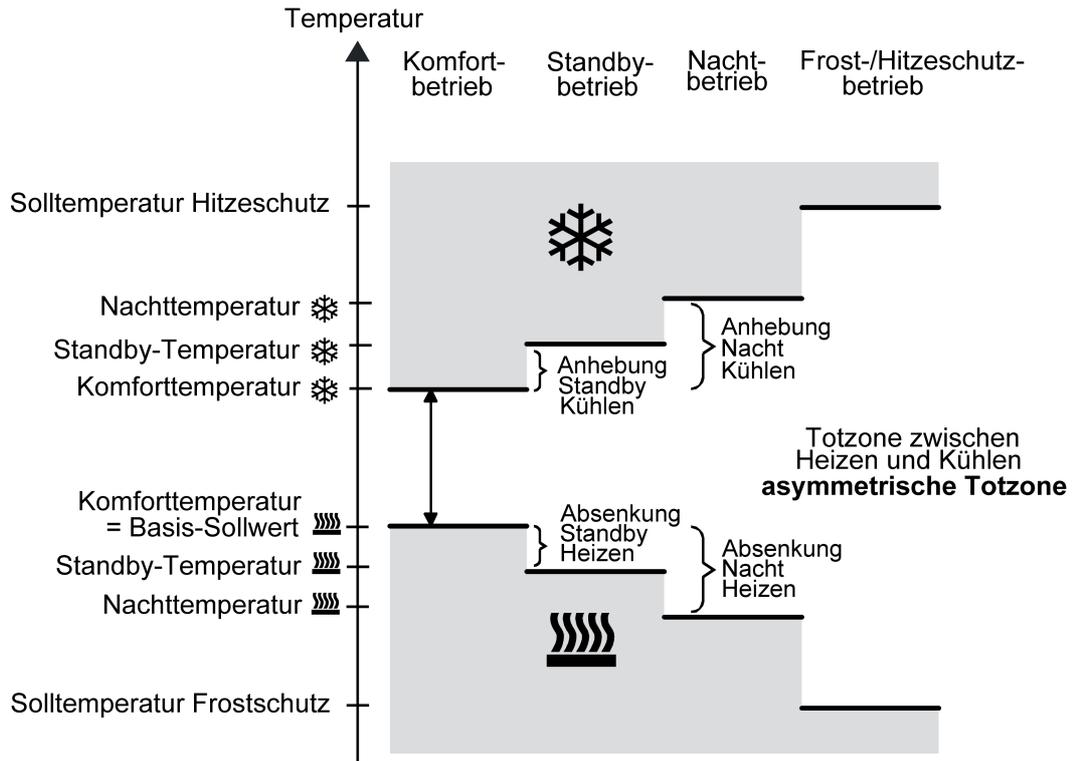 Temperatur
Komfort-
betrieb
Standby-
betrieb
Nacht-
betrieb
Frost-/Hitzeschutz-
betrieb
Solltemperatur Hitzeschutz
Nachttemperatur
Standby-Temperatur
Komforttemperatur
Anhebung
Standby
Kühlen
Anhebung
Nacht
Kühlen
Totzone zwischen
Heizen und Kühlen
asymmetrische Totzone
Komforttemperatur
= Basis-Sollwert
Standby-Temperatur
Nachttemperatur
Absenkung
Standby
Heizen
Absenkung
Nacht
Heizen
Solltemperatur Frostschutz